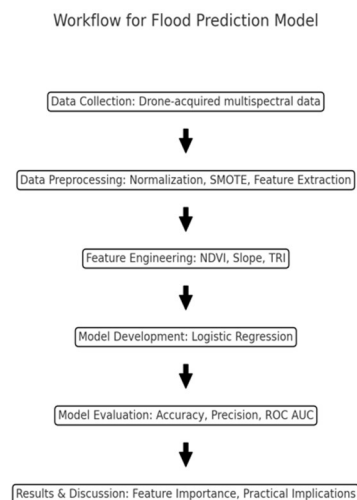 Workflow for Flood Prediction Model
Data Collection: Drone-acquired multispectral data
Data Preprocessing: Normalization, SMOTE, Feature Extraction
Feature Engineering: NDVI, Slope, TRI
Model Development: Logistic Regression
Model Evaluation: Accuracy, Precision, ROC AUC
Results & Discussion: Feature Importance, Practical Implications